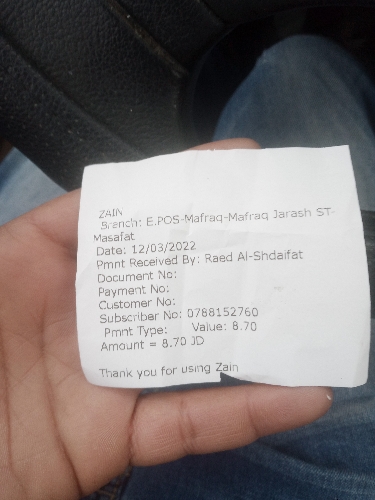 ZAIN
Branch: E.POS-Mafraq-Mafraq Jarash ST-
Masafat
Date: 12/03/2022
Pmnt Received By: Raed Al-Shdaifat
Document No:
Payment No:
Customer No:
Subscriber No: 0788152760
Pmnt Type: Value: 8.70
Amount = 8.70 JD
Thank you for using Zain